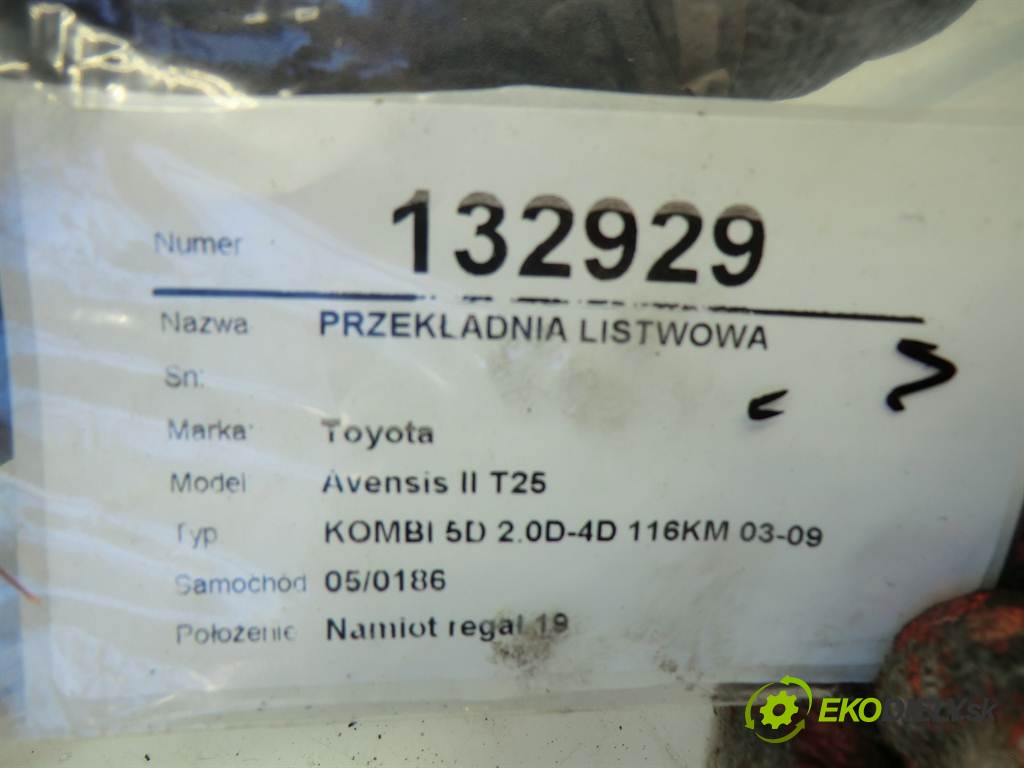 Numer 132929
Nazwa PRZEKŁADNIA LISTWOWA
Sn:
Marka: Toyota
Model Avensis II T25
Typ KOMBI 5D 2.0D-4D 116KM 03-09
Samochód 05/0186
Położenie Namiot regal 19
EKODIELY.sk